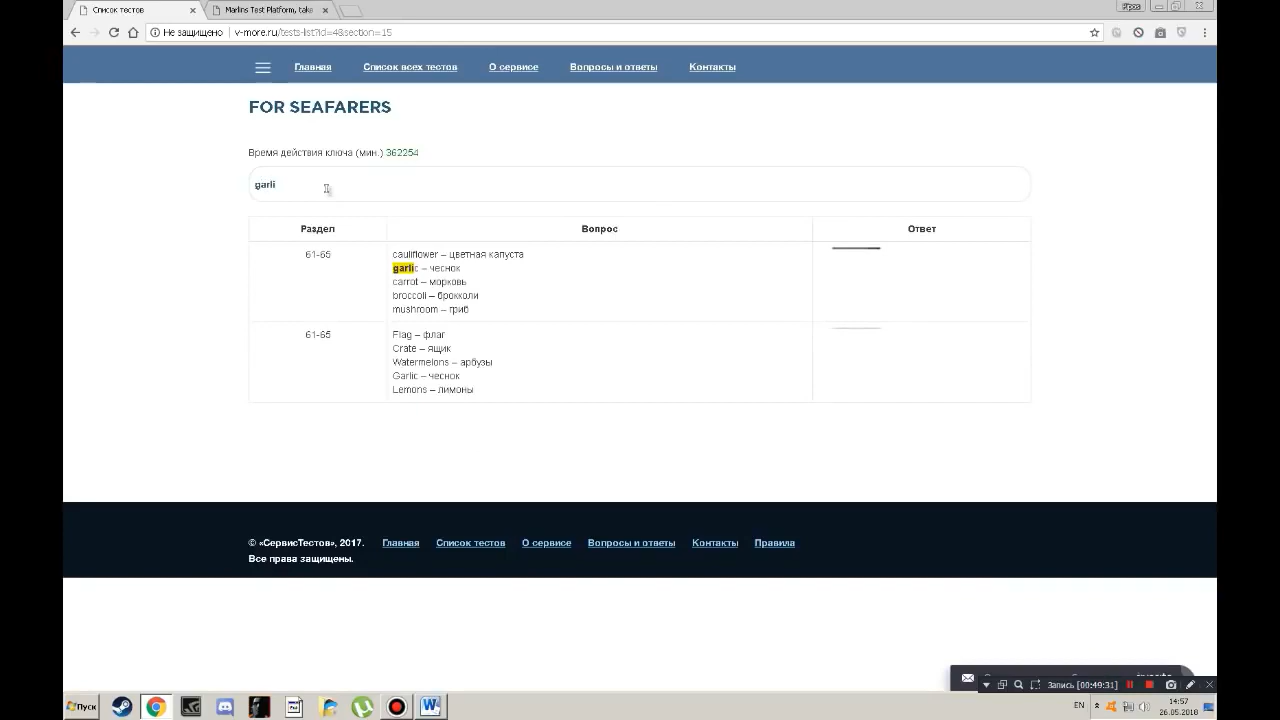 Список тестов
Marlins Test Platform, take
Ярос
Не защищено
v-more.ru/tests-list?id=4&section=15
Главная
Список всех тестов
О сервисе
Вопросы и ответы
Контакты
FOR SEAFARERS
Время действия ключа (мин.) 362254
garli
Раздел
Вопрос
Ответ
61-65
cauliflower – цветная капуста
garlic – чеснок
carrot – морковь
broccoli – брокколи
mushroom – гриб
61-65
Flag – флаг
Crate – ящик
Watermelons – арбузы
Garlic – чеснок
Lemons – лимоны
© «СервисТестов», 2017.
Все права защищены.
Главная
Список тестов
О сервисе
Вопросы и ответы
Контакты
Правила
Запись [00:49:31]
Пуск
EN
14:57
26.05.2018